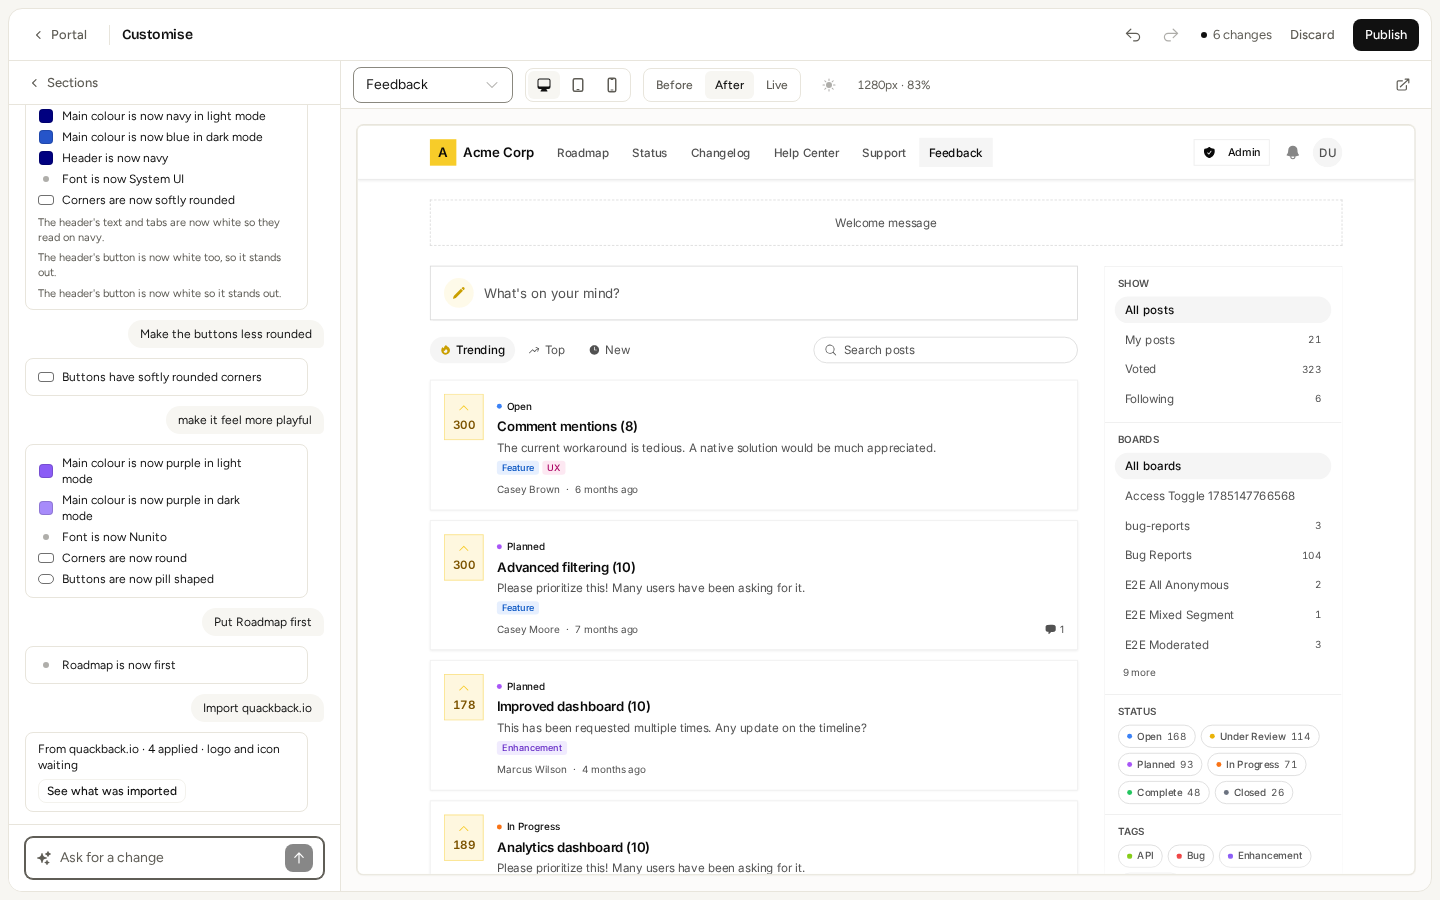 Portal
Customise
6 changes
Discard
Publish
Sections
Main colour is now navy in light mode
Main colour is now blue in dark mode
Header is now navy
Font is now System UI
Corners are now softly rounded
The header's text and tabs are now white so they
read on navy.
The header's button is now white too, so it stands
out.
The header's button is now white so it stands out.
Make the buttons less rounded
Buttons have softly rounded corners
make it feel more playful
Main colour is now purple in light
mode
Main colour is now purple in dark
mode
Font is now Nunito
Corners are now round
Buttons are now pill shaped
Put Roadmap first
Roadmap is now first
Import quackback.io
From quackback.io · 4 applied · logo and icon
waiting
See what was imported
Ask for a change
Feedback
Before
After
Live
1280px · 83%
A
Acme Corp
Roadmap
Status
Changelog
Help Center
Support
Feedback
Admin
DU
Welcome message
What's on your mind?
Trending
Top
New
Search posts
300
Open
Comment mentions (8)
The current workaround is tedious. A native solution would be much appreciated.
Feature UX
Casey Brown · 6 months ago
300
Planned
Advanced filtering (10)
Please prioritize this! Many users have been asking for it.
Feature
Casey Moore · 7 months ago
1
178
Planned
Improved dashboard (10)
This has been requested multiple times. Any update on the timeline?
Enhancement
Marcus Wilson · 4 months ago
189
In Progress
Analytics dashboard (10)
Please prioritize this! Many users have been asking for it.
SHOW
All posts
My posts 21
Voted 323
Following 6
BOARDS
All boards
Access Toggle 1785147766568
bug-reports 3
Bug Reports 104
E2E All Anonymous 2
E2E Mixed Segment 1
E2E Moderated 3
9 more
STATUS
Open 168 Under Review 114
Planned 93 In Progress 71
Complete 48 Closed 26
TAGS
API Bug Enhancement